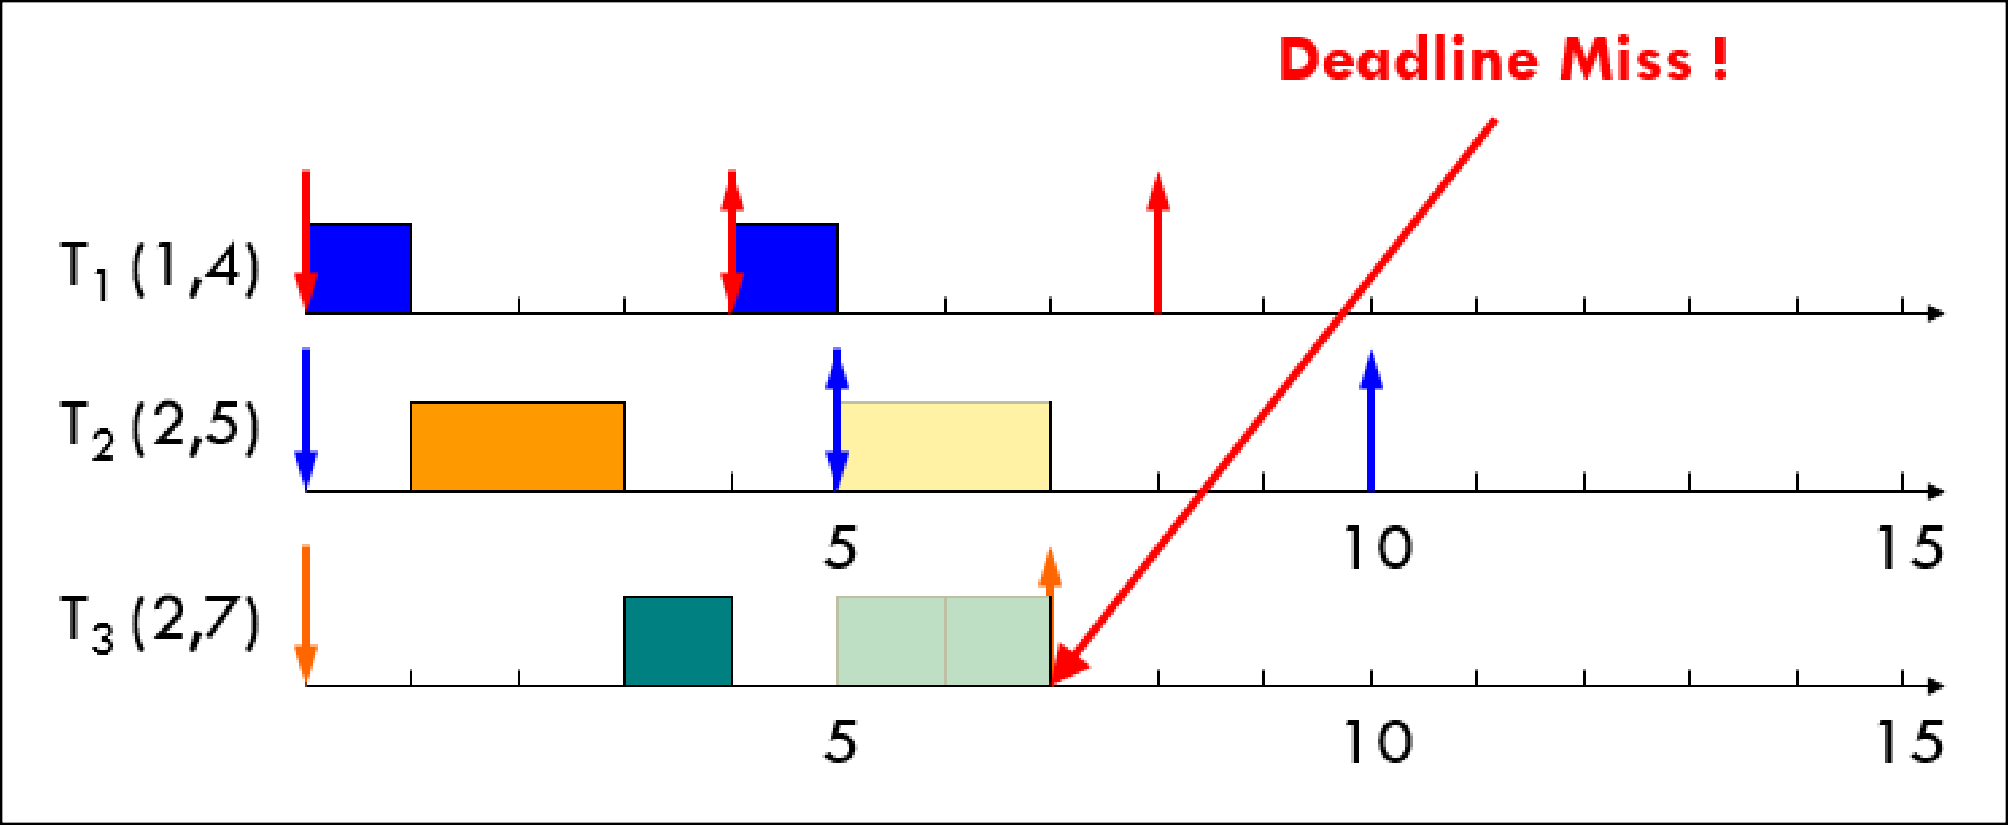 Deadline Miss !
T1 (1,4)
T2 (2,5)
5 10 15
T3 (2,7)
5 10 15